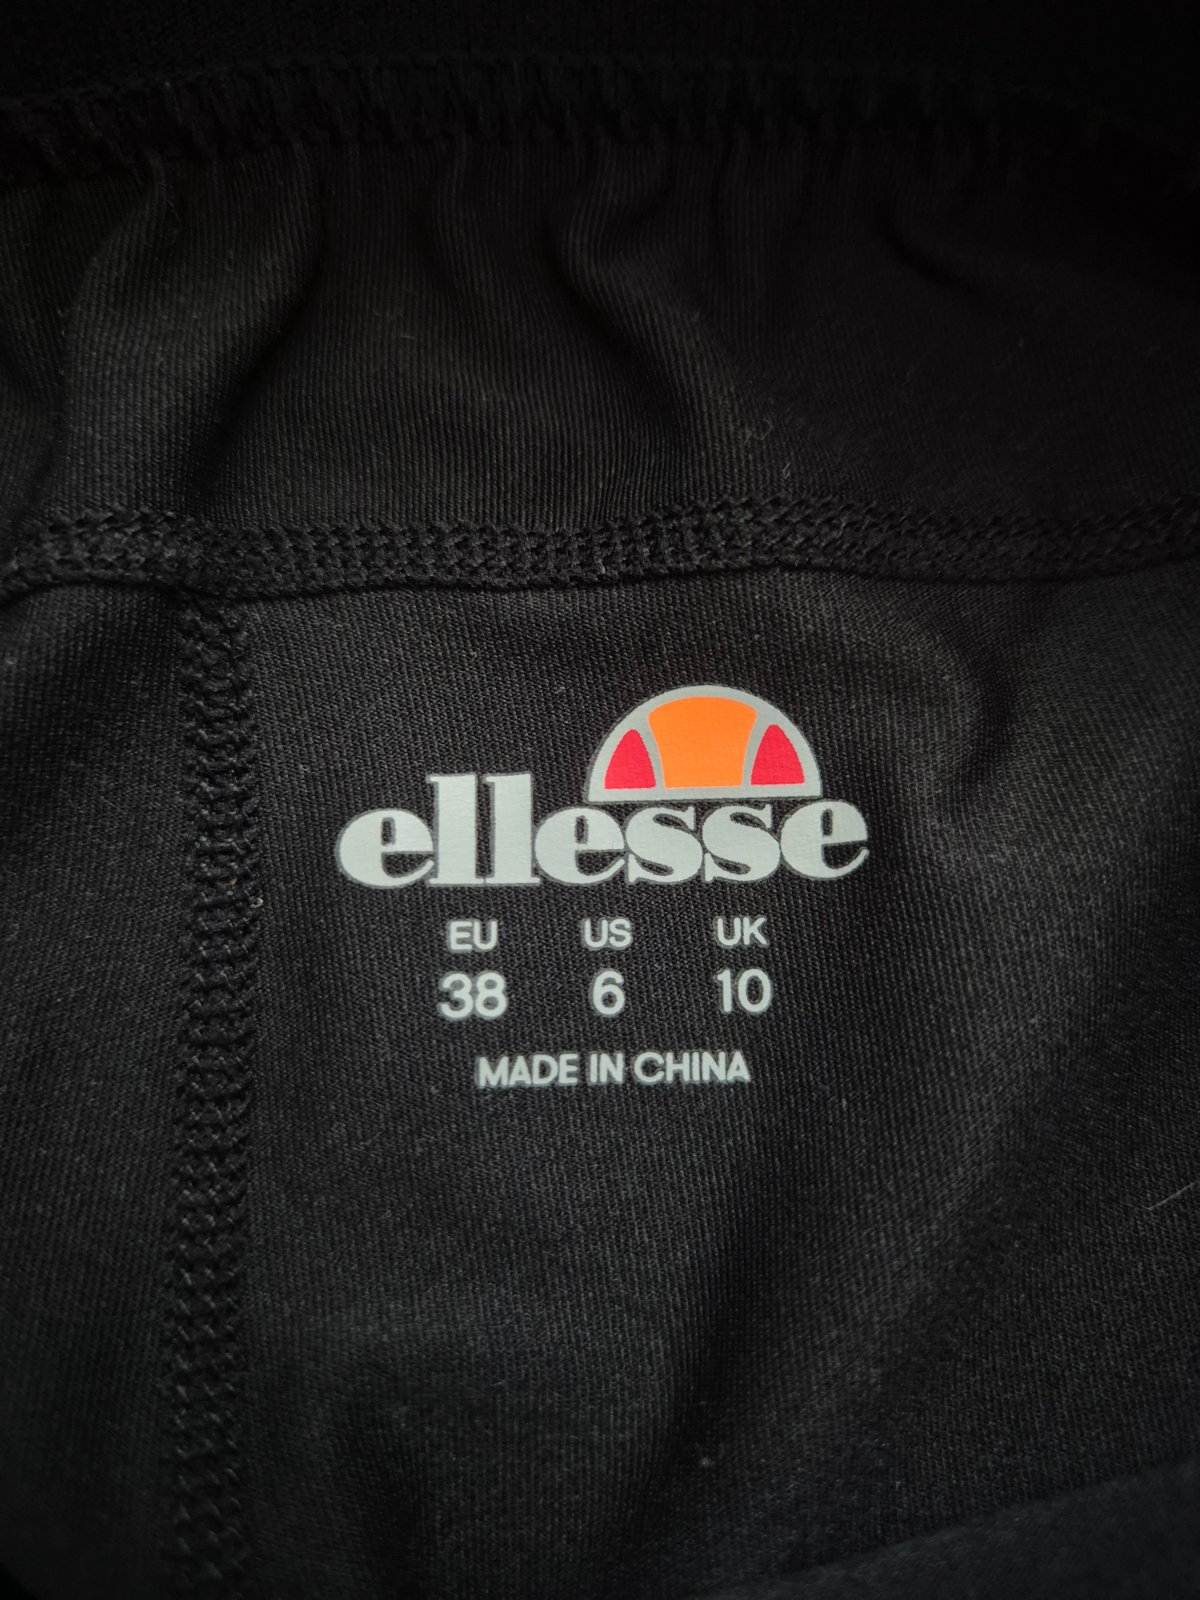 ellesse
EU US UK
38 6 10
MADE IN CHINA